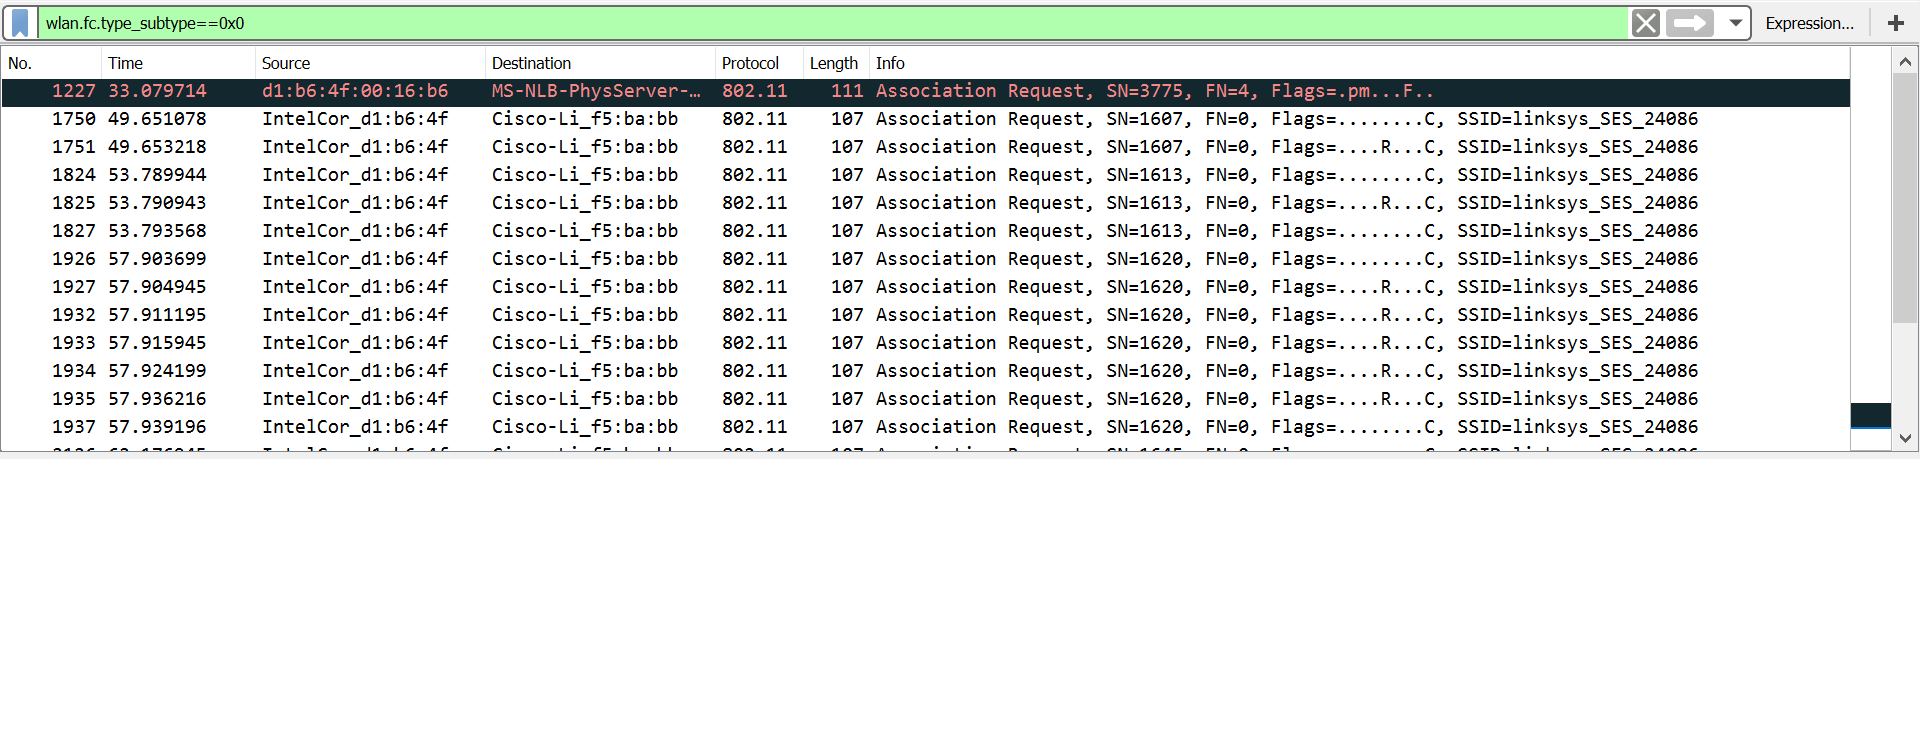 wlan.fc.type_subtype==0x0 Expression... +
No. Time Source Destination Protocol Length Info
1227 33.079714 d1:b6:4f:00:16:b6 MS-NLB-PhysServer-… 802.11 111 Association Request, SN=3775, FN=4, Flags=.pm...F..
1750 49.651078 IntelCor_d1:b6:4f Cisco-Li_f5:ba:bb 802.11 107 Association Request, SN=1607, FN=0, Flags=........C, SSID=linksys_SES_24086
1751 49.653218 IntelCor_d1:b6:4f Cisco-Li_f5:ba:bb 802.11 107 Association Request, SN=1607, FN=0, Flags=....R...C, SSID=linksys_SES_24086
1824 53.789944 IntelCor_d1:b6:4f Cisco-Li_f5:ba:bb 802.11 107 Association Request, SN=1613, FN=0, Flags=........C, SSID=linksys_SES_24086
1825 53.790943 IntelCor_d1:b6:4f Cisco-Li_f5:ba:bb 802.11 107 Association Request, SN=1613, FN=0, Flags=....R...C, SSID=linksys_SES_24086
1827 53.793568 IntelCor_d1:b6:4f Cisco-Li_f5:ba:bb 802.11 107 Association Request, SN=1613, FN=0, Flags=........C, SSID=linksys_SES_24086
1926 57.903699 IntelCor_d1:b6:4f Cisco-Li_f5:ba:bb 802.11 107 Association Request, SN=1620, FN=0, Flags=........C, SSID=linksys_SES_24086
1927 57.904945 IntelCor_d1:b6:4f Cisco-Li_f5:ba:bb 802.11 107 Association Request, SN=1620, FN=0, Flags=....R...C, SSID=linksys_SES_24086
1932 57.911195 IntelCor_d1:b6:4f Cisco-Li_f5:ba:bb 802.11 107 Association Request, SN=1620, FN=0, Flags=....R...C, SSID=linksys_SES_24086
1933 57.915945 IntelCor_d1:b6:4f Cisco-Li_f5:ba:bb 802.11 107 Association Request, SN=1620, FN=0, Flags=....R...C, SSID=linksys_SES_24086
1934 57.924199 IntelCor_d1:b6:4f Cisco-Li_f5:ba:bb 802.11 107 Association Request, SN=1620, FN=0, Flags=....R...C, SSID=linksys_SES_24086
1935 57.936216 IntelCor_d1:b6:4f Cisco-Li_f5:ba:bb 802.11 107 Association Request, SN=1620, FN=0, Flags=....R...C, SSID=linksys_SES_24086
1937 57.939196 IntelCor_d1:b6:4f Cisco-Li_f5:ba:bb 802.11 107 Association Request, SN=1620, FN=0, Flags=........C, SSID=linksys_SES_24086